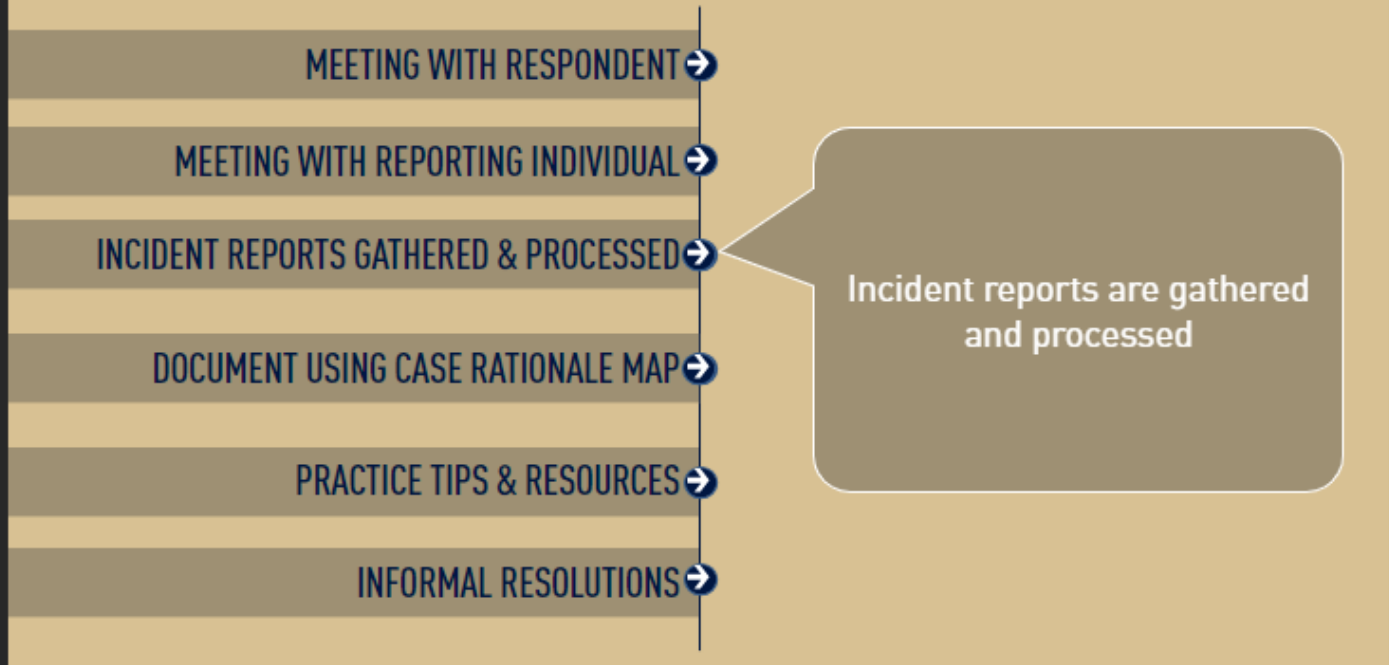 MEETING WITH RESPONDENT
MEETING WITH REPORTING INDIVIDUAL
INCIDENT REPORTS GATHERED & PROCESSED
DOCUMENT USING CASE RATIONALE MAP
PRACTICE TIPS & RESOURCES
INFORMAL RESOLUTIONS
Incident reports are gathered
and processed